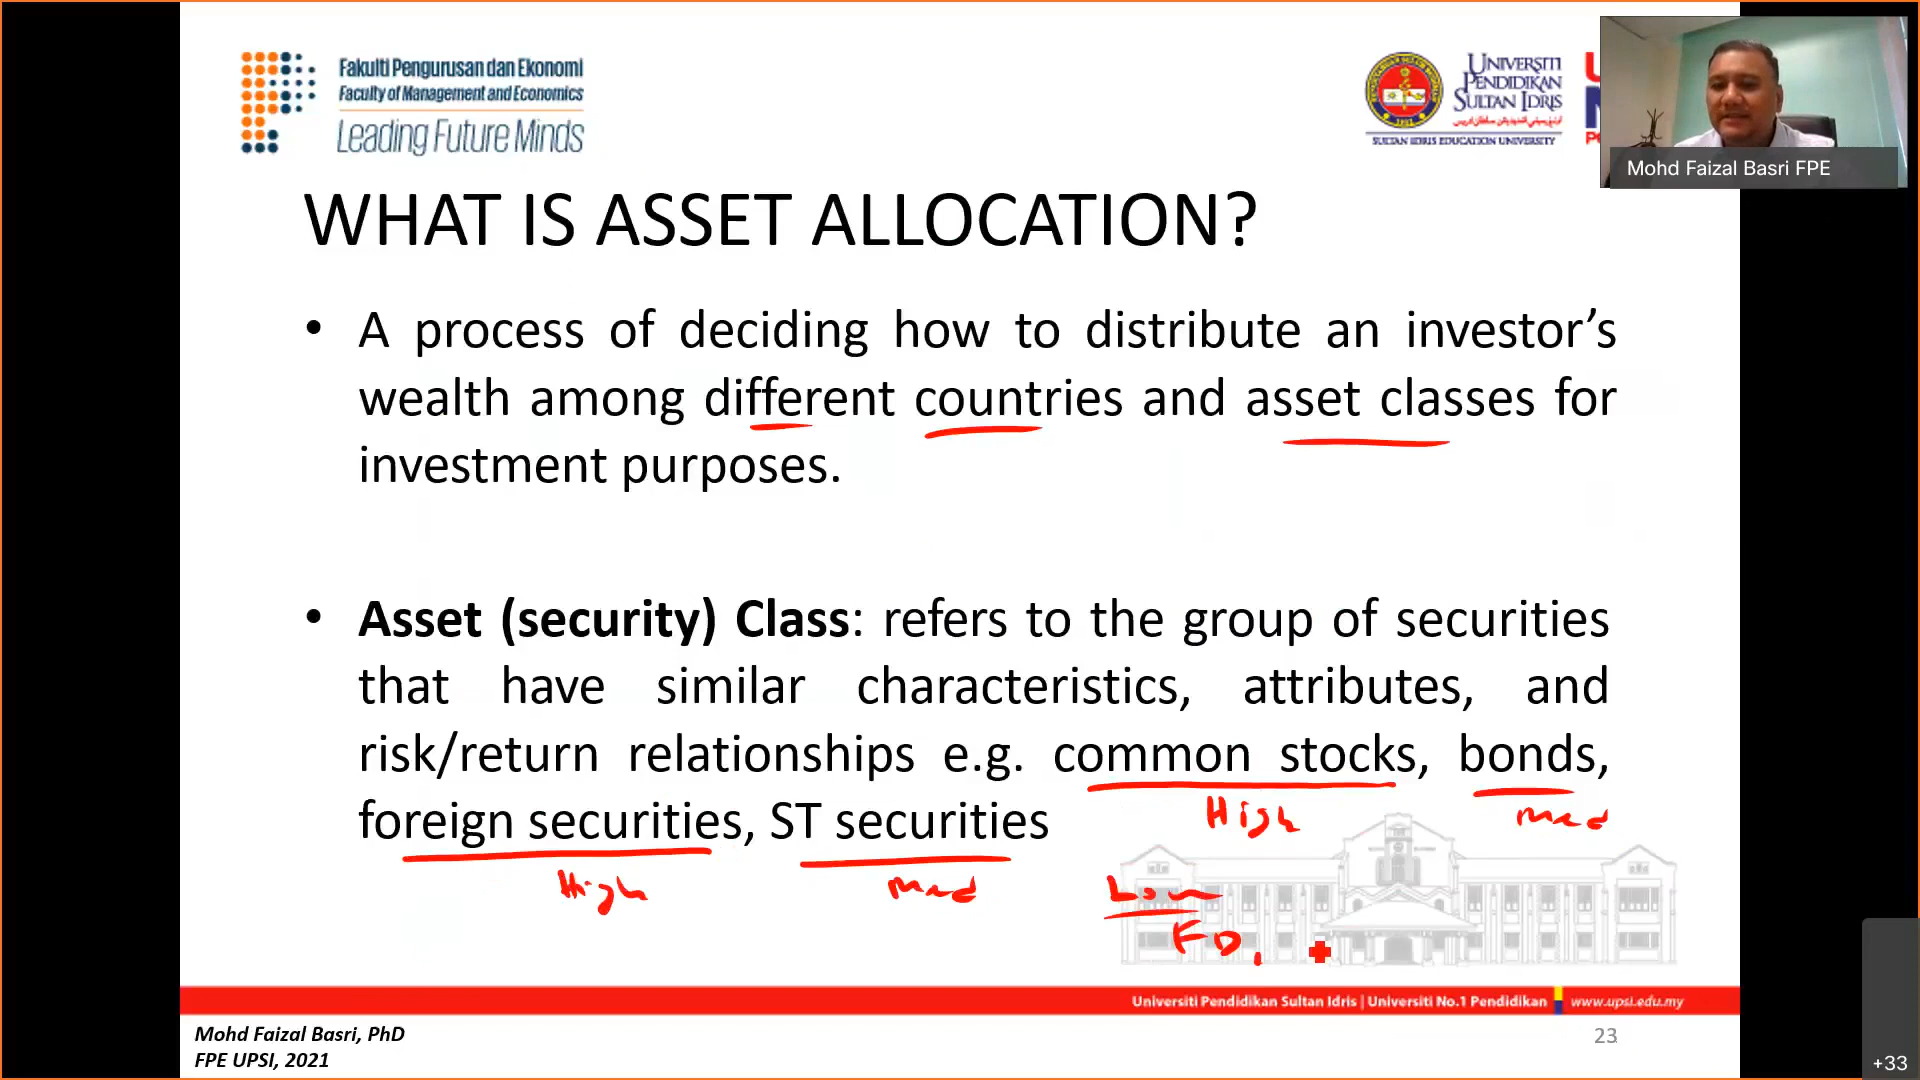 Fakulti Pengurusan dan Ekonomi
Faculty of Management and Economics
Leading Future Minds
UNIVERSITI
PENDIDIKAN
SULTAN IDRIS
SULTAN IDRIS EDUCATION UNIVERSITY
Mohd Faizal Basri FPE
WHAT IS ASSET ALLOCATION?
• A process of deciding how to distribute an investor’s
wealth among different countries and asset classes for
investment purposes.
• Asset (security) Class: refers to the group of securities
that have similar characteristics, attributes, and
risk/return relationships e.g. common stocks, bonds,
foreign securities, ST securities
High
Med
High
Med
Low
FD,
Universiti Pendidikan Sultan Idris | Universiti No.1 Pendidikan
www.upsi.edu.my
Mohd Faizal Basri, PhD
FPE UPSI, 2021
23
+33